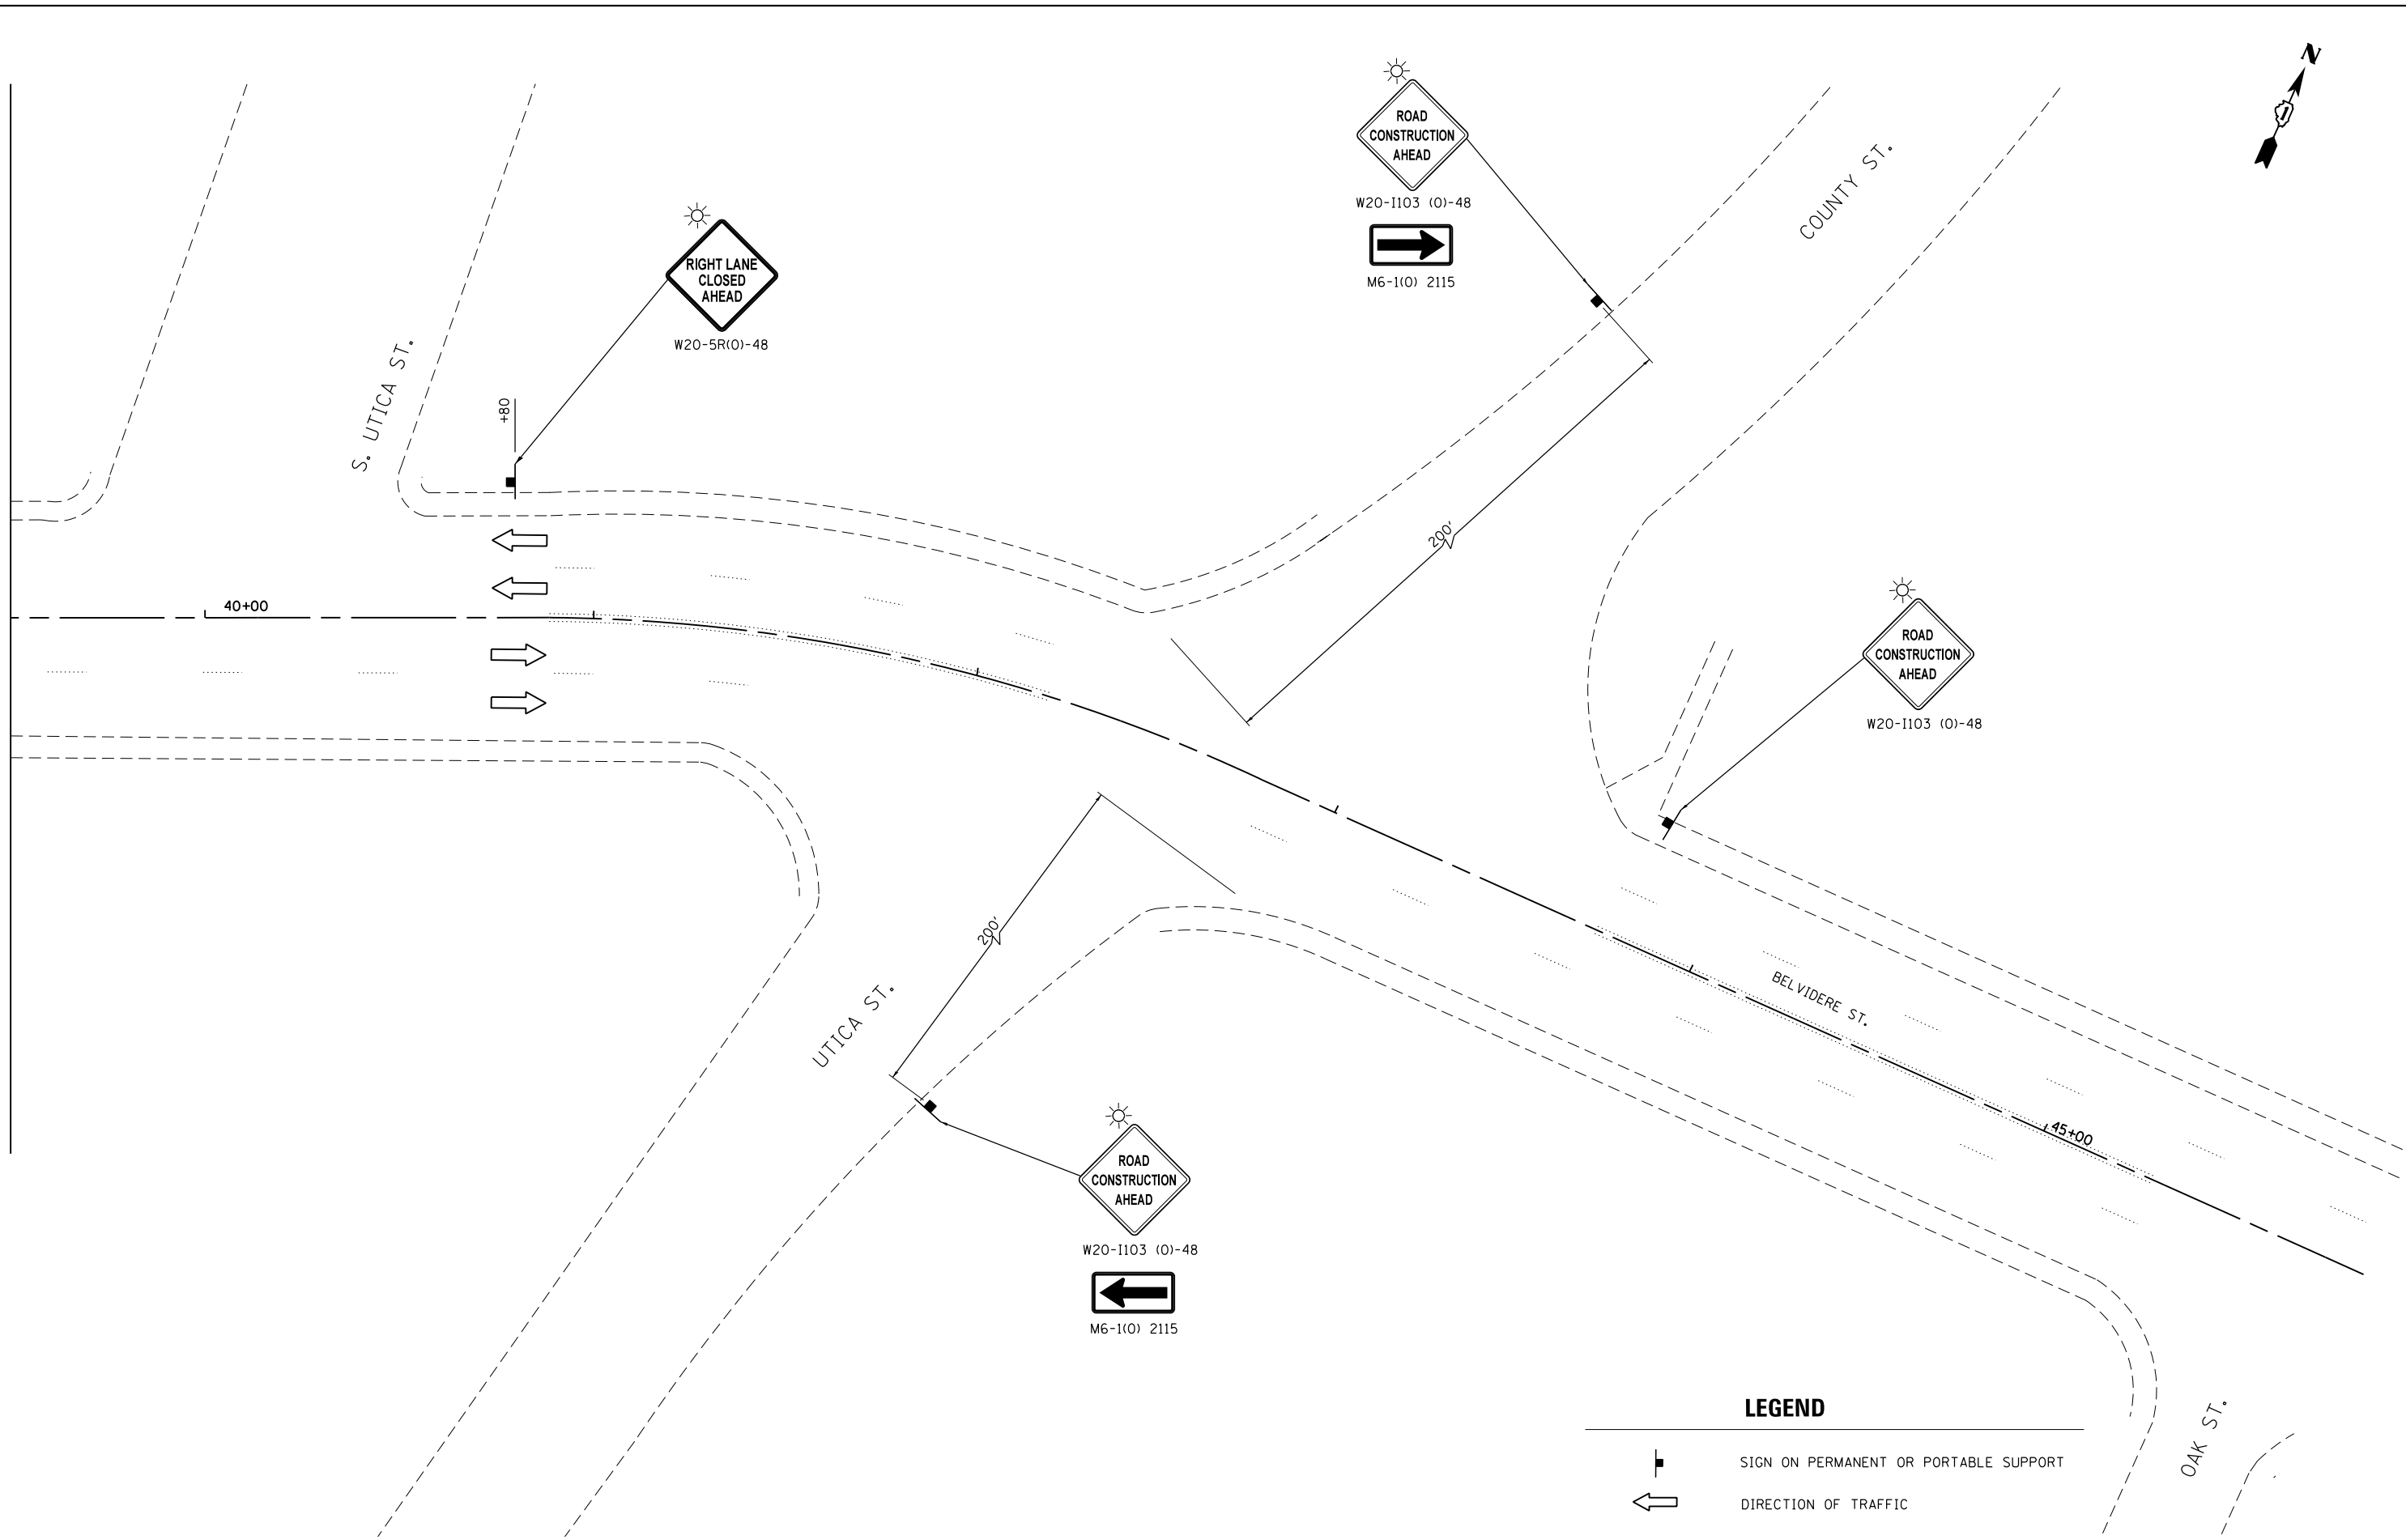 N
ROAD
CONSTRUCTION
AHEAD
W20-I103 (O)-48
M6-1(O) 2115
COUNTY ST.
RIGHT LANE
CLOSED
AHEAD
W20-5R(O)-48
S. UTICA ST.
+80
200'
40+00
ROAD
CONSTRUCTION
AHEAD
W20-I103 (O)-48
200'
BELVIDERE ST.
UTICA ST.
45+00
ROAD
CONSTRUCTION
AHEAD
W20-I103 (O)-48
M6-1(O) 2115
OAK ST.
LEGEND
SIGN ON PERMANENT OR PORTABLE SUPPORT
DIRECTION OF TRAFFIC